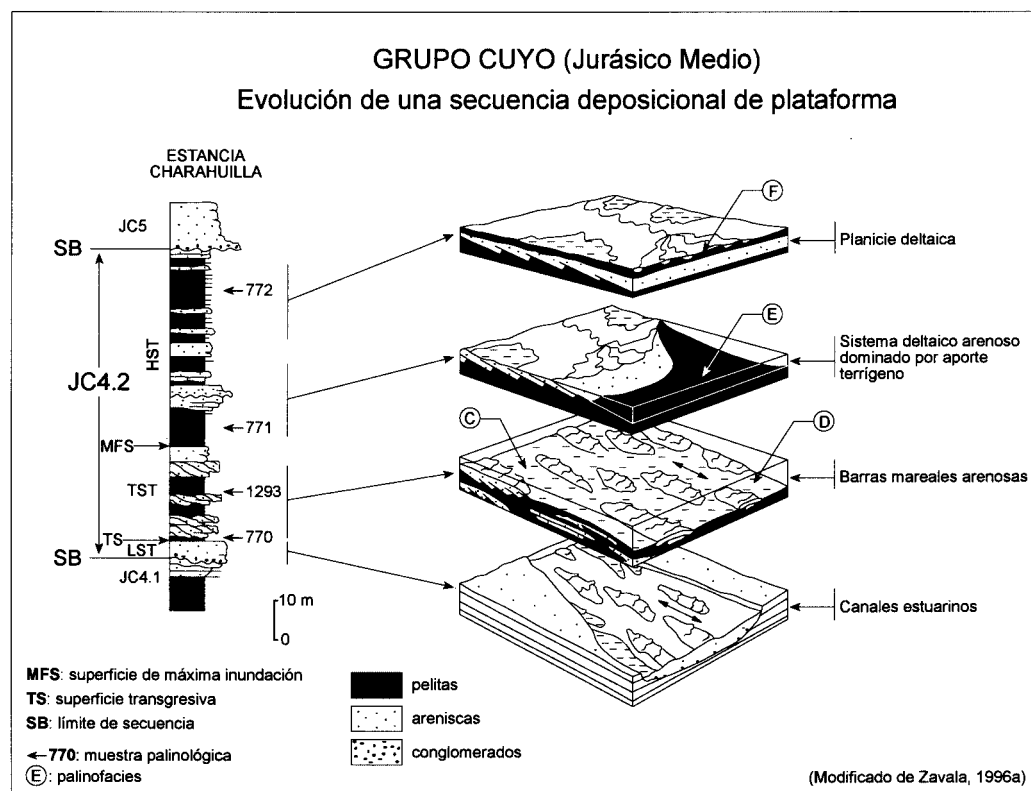 GRUPO CUYO (Jurásico Medio)
Evolución de una secuencia deposicional de plataforma
ESTANCIA
CHARAHUILLA
JC5
SB
772
HST
JC4.2
771
MFS
TST
1293
770
TS
LST
SB
JC4.1
10 m
0
F
Planicie deltaica
E
Sistema deltaico arenoso
dominado por aporte
terrígeno
C
D
Barras mareales arenosas
Canales estuarinos
MFS: superficie de máxima inundación
TS: superficie transgresiva
SB: límite de secuencia
←770: muestra palinológica
E: palinofacies
pelitas
areniscas
conglomerados
(Modificado de Zavala, 1996a)